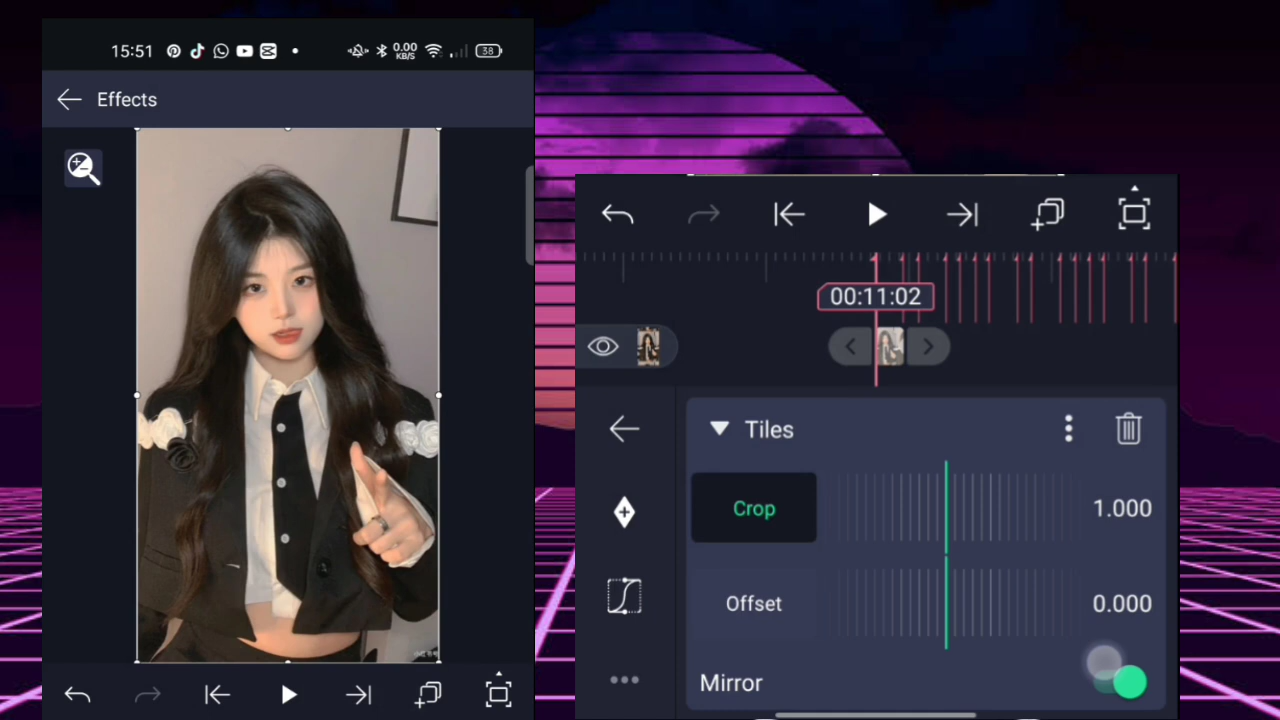 15:51
0.00
KB/S
38
Effects
00:11:02
Tiles
Crop
1.000
Offset
0.000
Mirror